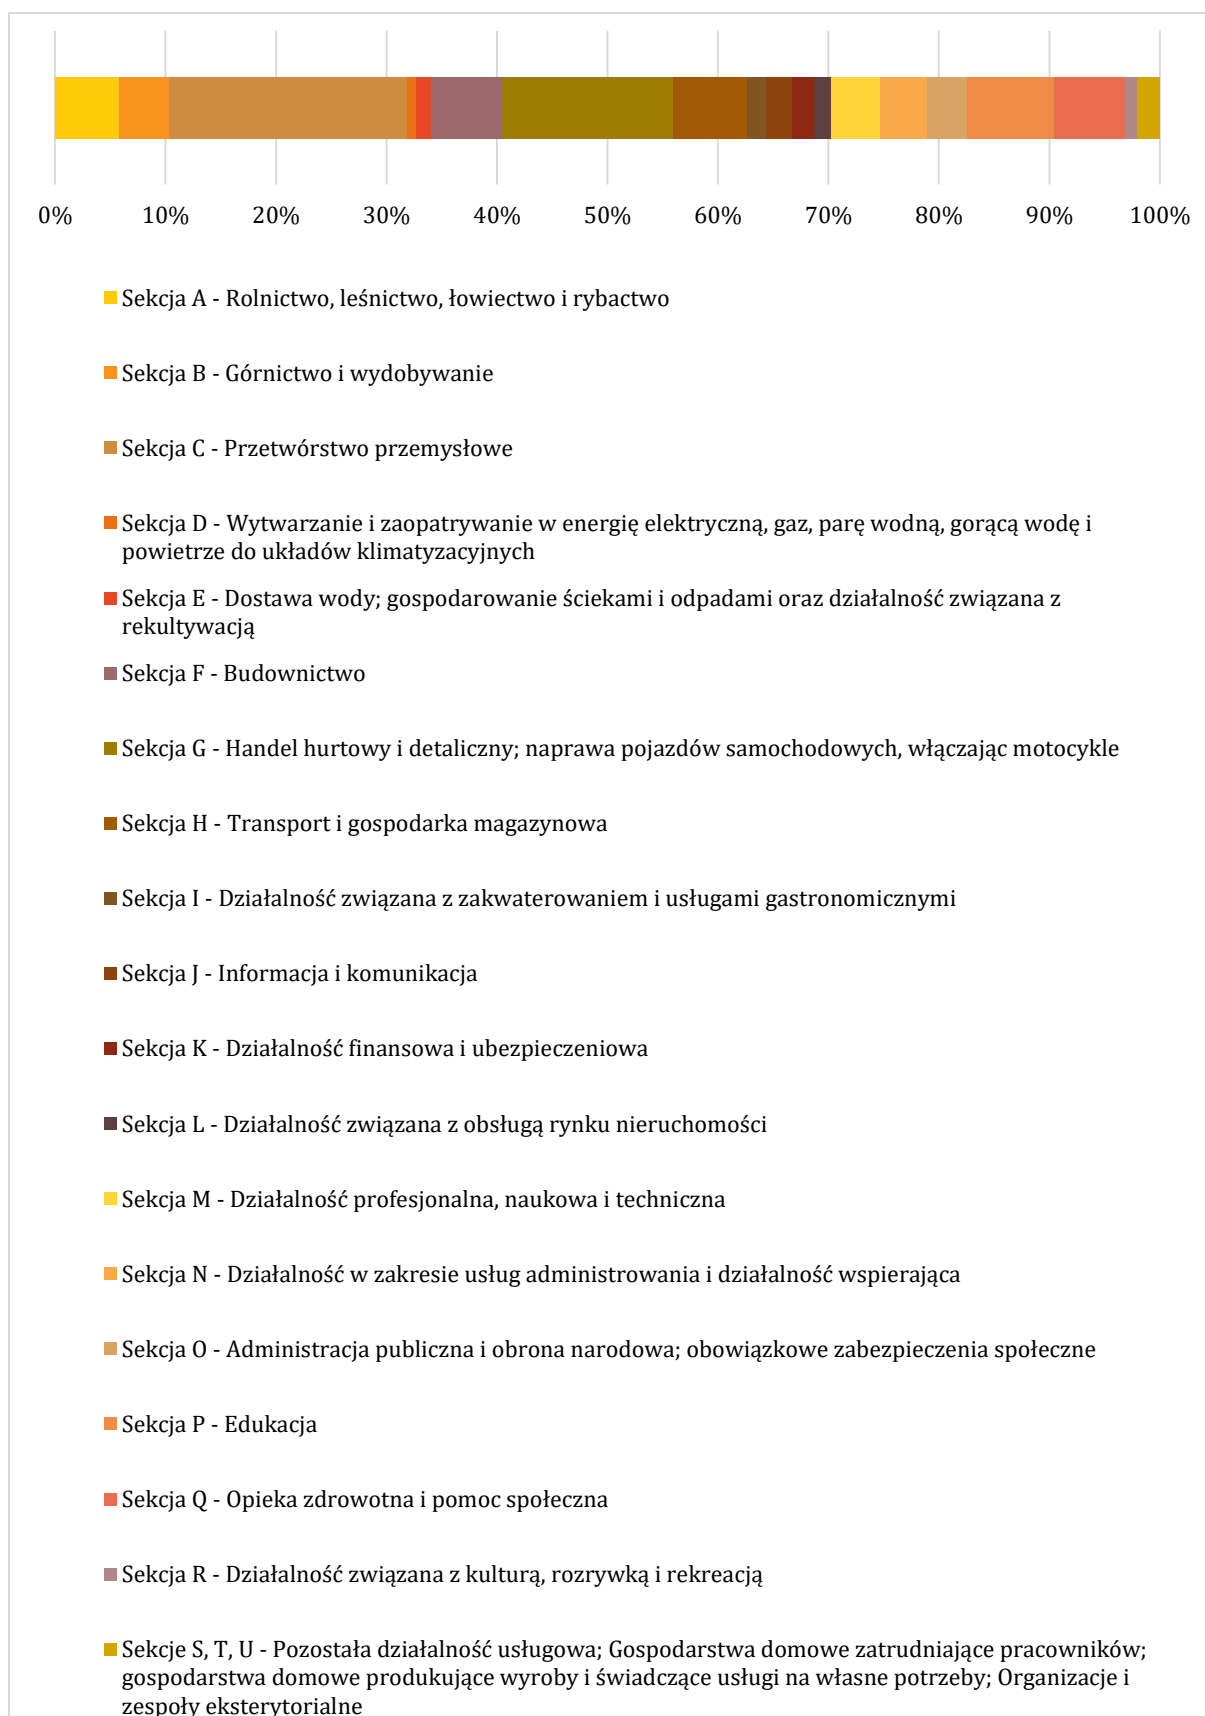 0% 10% 20% 30% 40% 50% 60% 70% 80% 90% 100%
Sekcja A - Rolnictwo, leśnictwo, łowiectwo i rybactwo
Sekcja B - Górnictwo i wydobywanie
Sekcja C - Przetwórstwo przemysłowe
Sekcja D - Wytwarzanie i zaopatrywanie w energię elektryczną, gaz, parę wodną, gorącą wodę i
powietrze do układów klimatyzacyjnych
Sekcja E - Dostawa wody; gospodarowanie ściekami i odpadami oraz działalność związana z
rekultywacją
Sekcja F - Budownictwo
Sekcja G - Handel hurtowy i detaliczny; naprawa pojazdów samochodowych, włączając motocykle
Sekcja H - Transport i gospodarka magazynowa
Sekcja I - Działalność związana z zakwaterowaniem i usługami gastronomicznymi
Sekcja J - Informacja i komunikacja
Sekcja K - Działalność finansowa i ubezpieczeniowa
Sekcja L - Działalność związana z obsługą rynku nieruchomości
Sekcja M - Działalność profesjonalna, naukowa i techniczna
Sekcja N - Działalność w zakresie usług administrowania i działalność wspierająca
Sekcja O - Administracja publiczna i obrona narodowa; obowiązkowe zabezpieczenia społeczne
Sekcja P - Edukacja
Sekcja Q - Opieka zdrowotna i pomoc społeczna
Sekcja R - Działalność związana z kulturą, rozrywką i rekreacją
Sekcje S, T, U - Pozostała działalność usługowa; Gospodarstwa domowe zatrudniające pracowników;
gospodarstwa domowe produkujące wyroby i świadczące usługi na własne potrzeby; Organizacje i
zespoły eksterytorialne